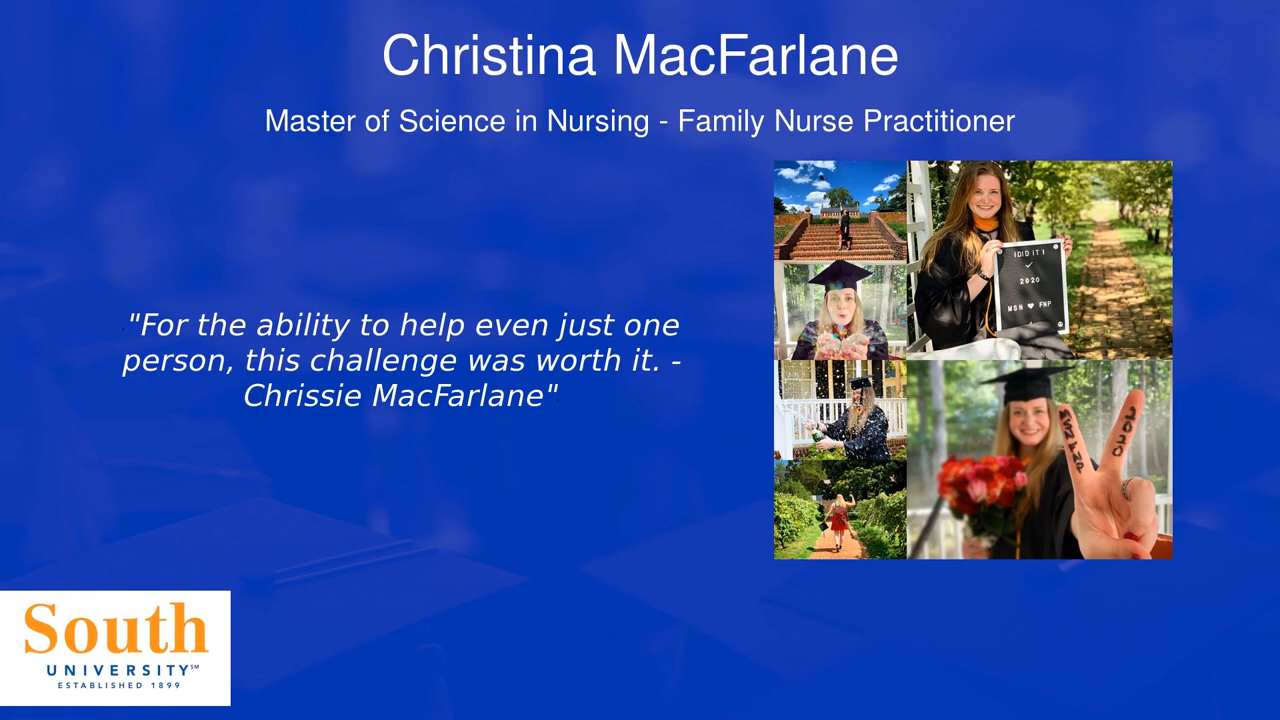 Christina MacFarlane
Master of Science in Nursing - Family Nurse Practitioner
"For the ability to help even just one
person, this challenge was worth it. -
Chrissie MacFarlane"
I DID IT!
✓
2020
MSN ♥ FNP
MSN FNP
2020
South
UNIVERSITY℠
ESTABLISHED 1899